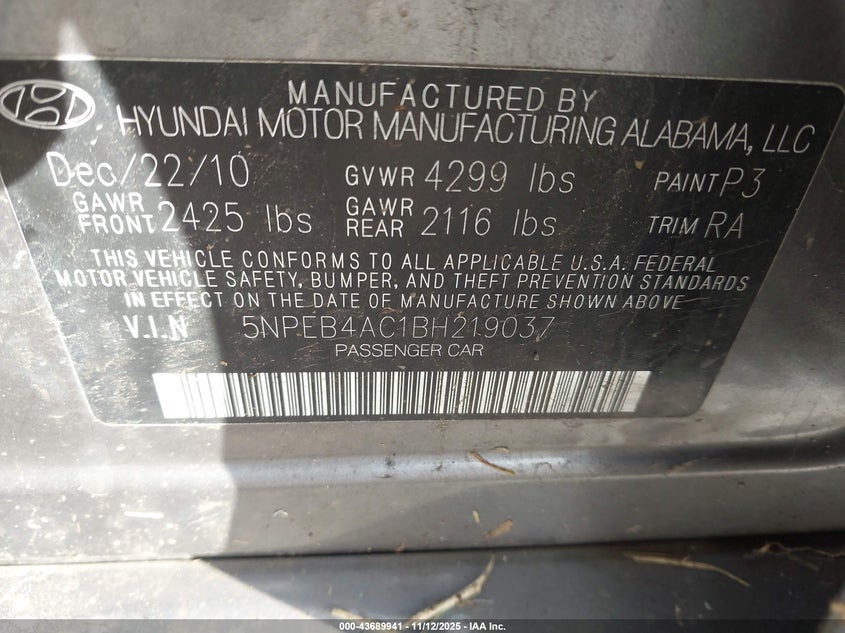 MANUFACTURED BY
HYUNDAI MOTOR MANUFACTURING ALABAMA, LLC
Dec/22/10 GVWR 4299 lbs PAINT P3
GAWR FRONT 2425 lbs GAWR REAR 2116 lbs TRIM RA
THIS VEHICLE CONFORMS TO ALL APPLICABLE U.S.A. FEDERAL
MOTOR VEHICLE SAFETY, BUMPER, AND THEFT PREVENTION STANDARDS
IN EFFECT ON THE DATE OF MANUFACTURE SHOWN ABOVE
V.I.N 5NPEB4AC1BH219037
PASSENGER CAR
000-43689941 - 11/12/2025 - IAA Inc.